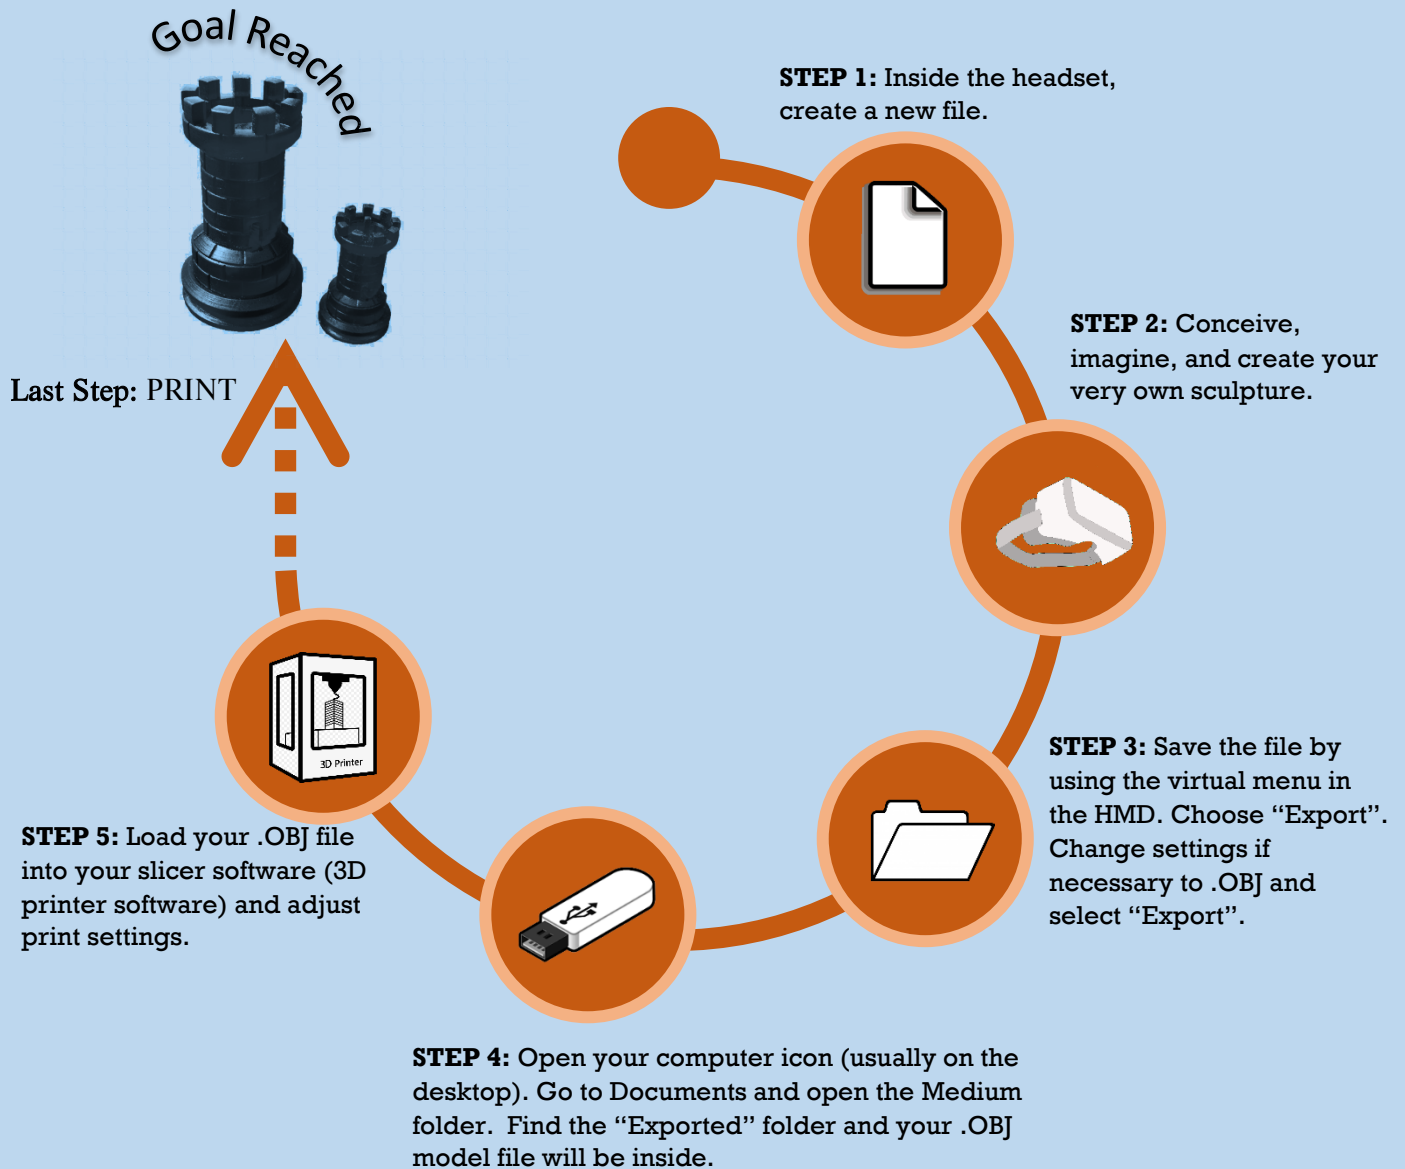 Goal Reached
STEP 1: Inside the headset,
create a new file.
STEP 2: Conceive,
imagine, and create your
very own sculpture.
STEP 3: Save the file by
using the virtual menu in
the HMD. Choose “Export”.
Change settings if
necessary to .OBJ and
select “Export”.
STEP 4: Open your computer icon (usually on the
desktop). Go to Documents and open the Medium
folder.  Find the “Exported” folder and your .OBJ
model file will be inside.
3D Printer
STEP 5: Load your .OBJ file
into your slicer software (3D
printer software) and adjust
print settings.
Last Step: PRINT